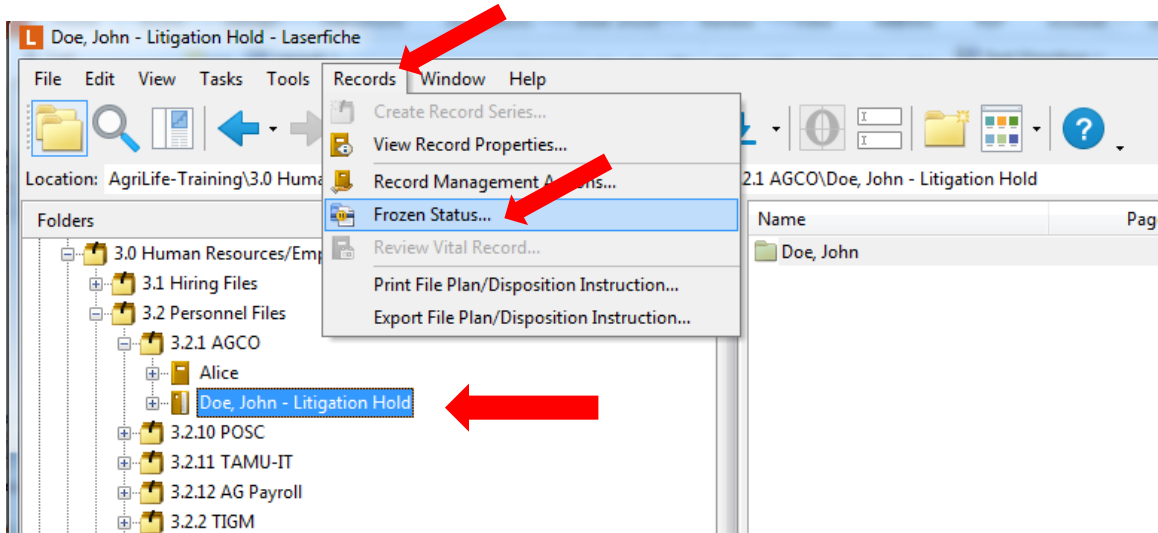 Doe, John - Litigation Hold - Laserfiche
File Edit View Tasks Tools Records Window Help
Create Record Series...
View Record Properties...
Location: AgriLife-Training\3.0 Huma
2.1 AGCO\Doe, John - Litigation Hold
Record Management
Folders
Frozen Status...
Name Pag
3.0 Human Resources/Emp
Review Vital Record...
Doe, John
3.1 Hiring Files
Print File Plan/Disposition Instruction...
3.2 Personnel Files
Export File Plan/Disposition Instruction...
3.2.1 AGCO
Alice
Doe, John - Litigation Hold
3.2.10 POSC
3.2.11 TAMU-IT
3.2.12 AG Payroll
3.2.2 TIGM